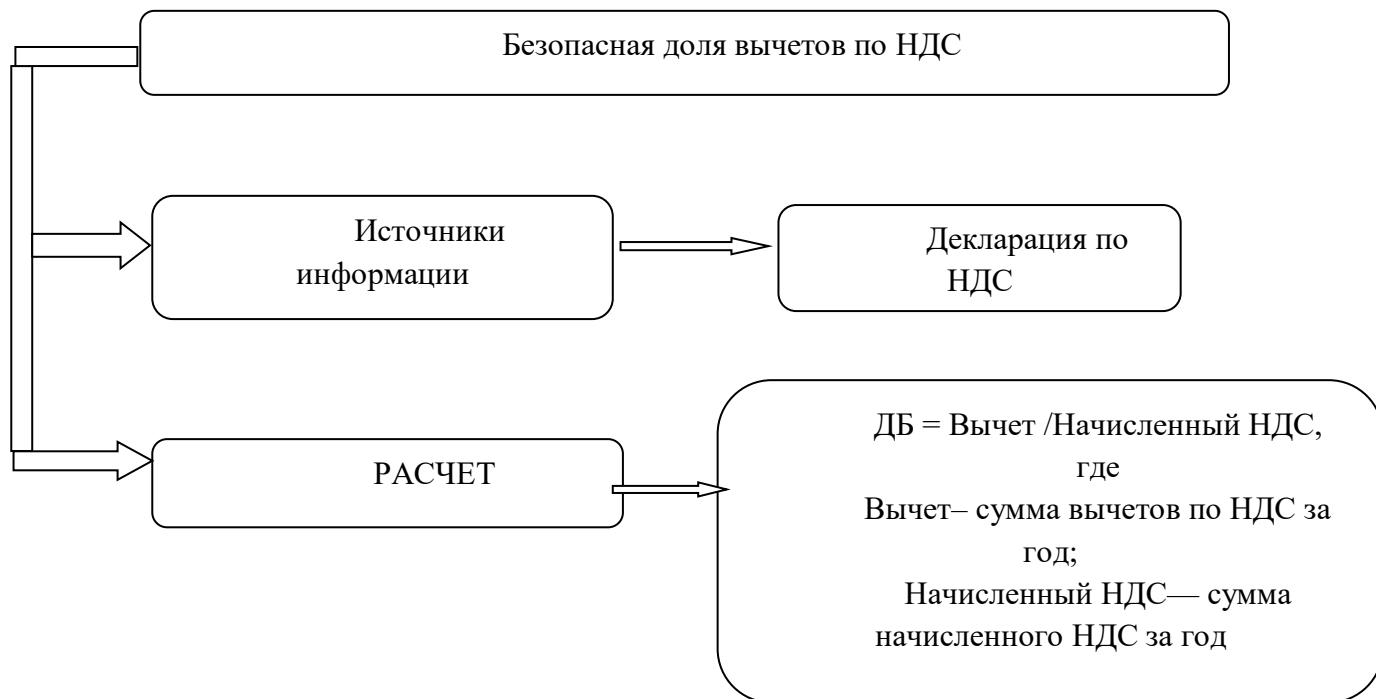 Безопасная доля вычетов по НДС
Источники
информации
Декларация по
НДС
РАСЧЕТ
ДБ = Вычет /Начисленный НДС,
где
Вычет– сумма вычетов по НДС за
год;
Начисленный НДС— сумма
начисленного НДС за год